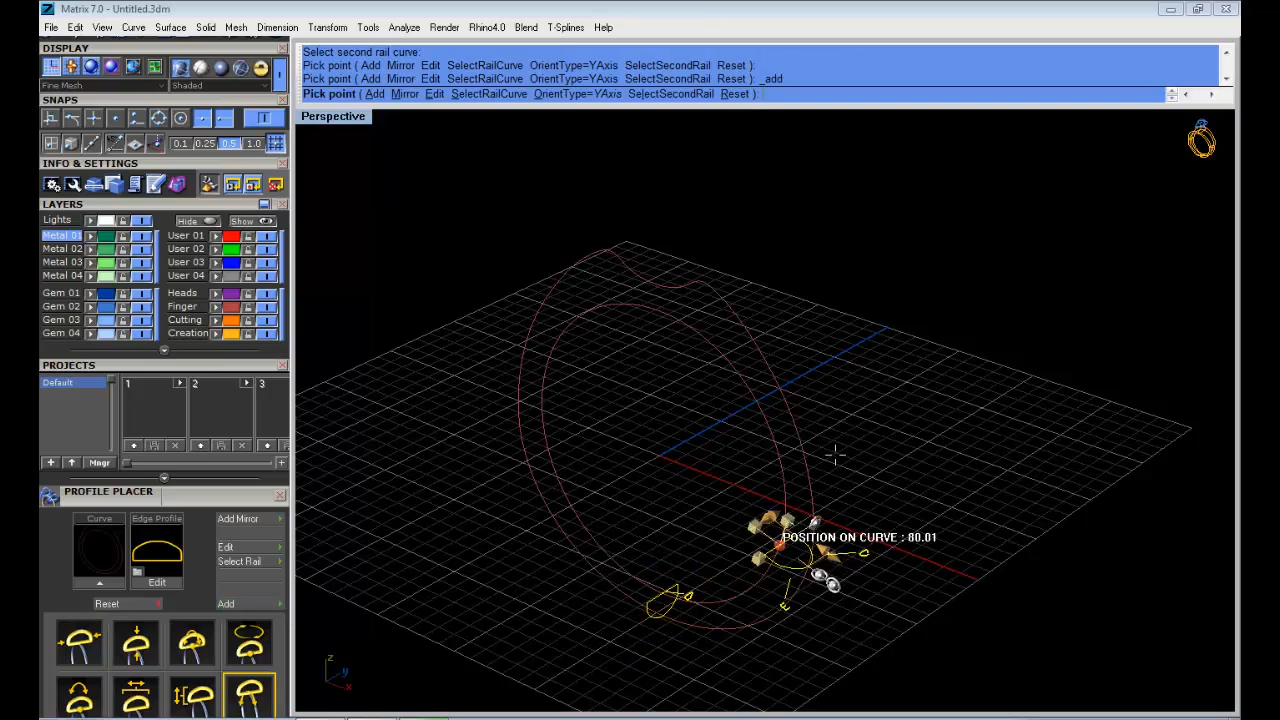 Matrix 7.0 - Untitled.3dm
File Edit View Curve Surface Solid Mesh Dimension Transform Tools Analyze Render Rhino4.0 Blend T-Splines Help
DISPLAY
Fine Mesh Shaded
SNAPS
0.1 0.25 0.5 1.0
INFO & SETTINGS
LAYERS
Lights Hide Show
Metal 01 User 01
Metal 02 User 02
Metal 03 User 03
Metal 04 User 04
Gem 01 Heads
Gem 02 Finger
Gem 03 Cutting
Gem 04 Creation
PROJECTS
Default 1 2 3
Mngr
PROFILE PLACER
Curve Edge Profile Add Mirror
Edit
Select Rail
Edit
Reset Add
Select second rail curve:
Pick point ( Add Mirror Edit SelectRailCurve OrientType=YAxis SelectSecondRail Reset ):
Pick point ( Add Mirror Edit SelectRailCurve OrientType=YAxis SelectSecondRail Reset ): _add
Pick point ( Add Mirror Edit SelectRailCurve OrientType=YAxis SelectSecondRail Reset ):
Perspective
POSITION ON CURVE : 80.01
z
y
x